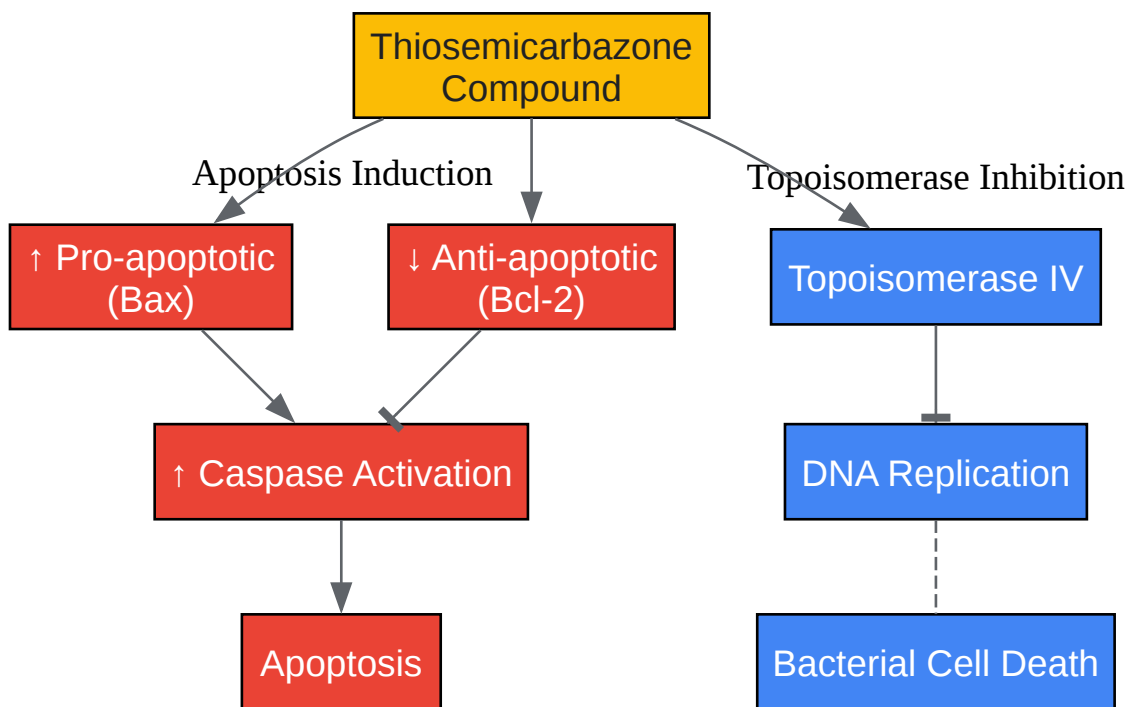 Thiosemicarbazone
Compound
Apoptosis Induction
Topoisomerase Inhibition
↑ Pro-apoptotic
(Bax)
↓ Anti-apoptotic
(Bcl-2)
Topoisomerase IV
↑ Caspase Activation
DNA Replication
Apoptosis
Bacterial Cell Death